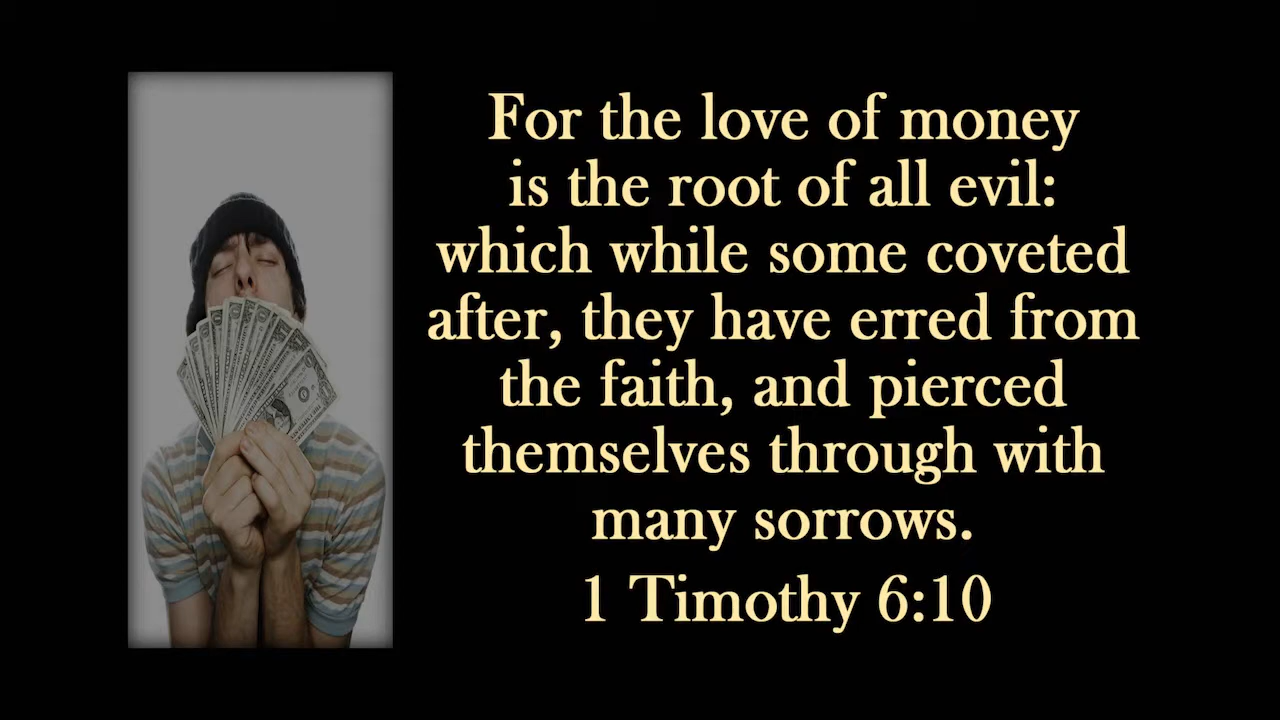 For the love of money
is the root of all evil:
which while some coveted
after, they have erred from
the faith, and pierced
themselves through with
many sorrows.
1 Timothy 6:10